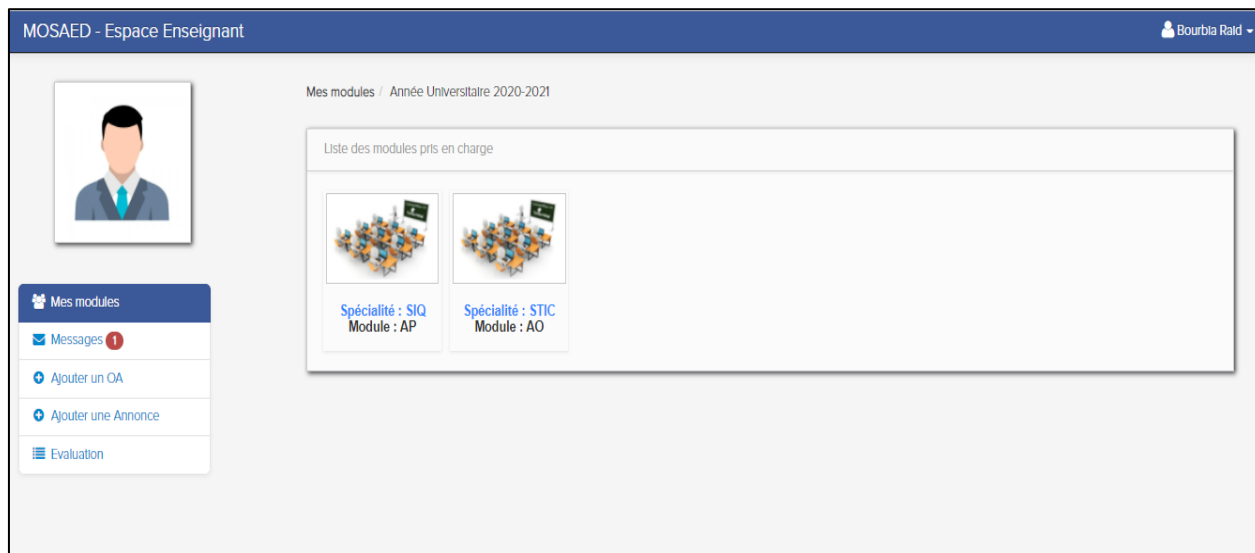 MOSAED - Espace Enseignant
Bourbia Raid
Mes modules / Année Universitaire 2020-2021
Liste des modules pris en charge
Spécialité : SIQ
Module : AP
Spécialité : STIC
Module : AO
Mes modules
Messages 1
Ajouter un OA
Ajouter une Annonce
Evaluation